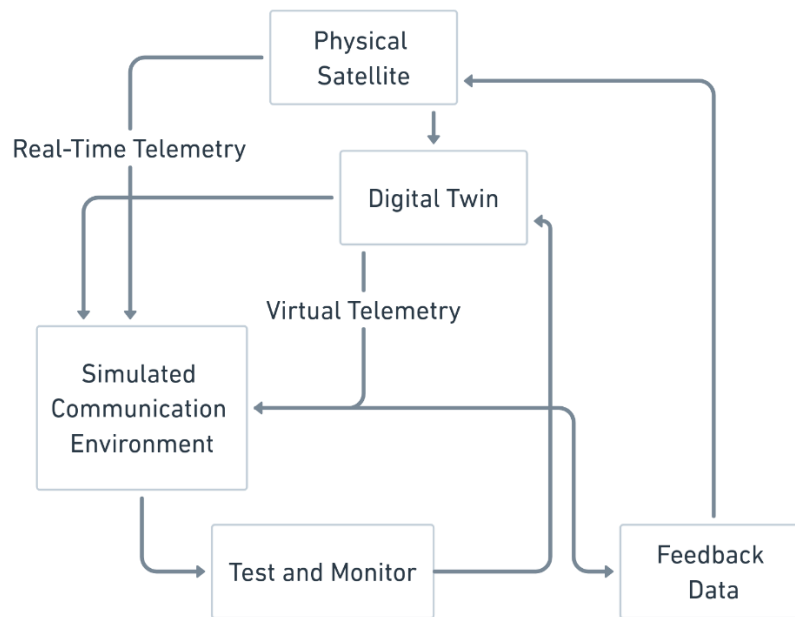 Physical
Satellite
Real-Time Telemetry
Digital Twin
Virtual Telemetry
Simulated
Communication
Environment
Test and Monitor
Feedback
Data